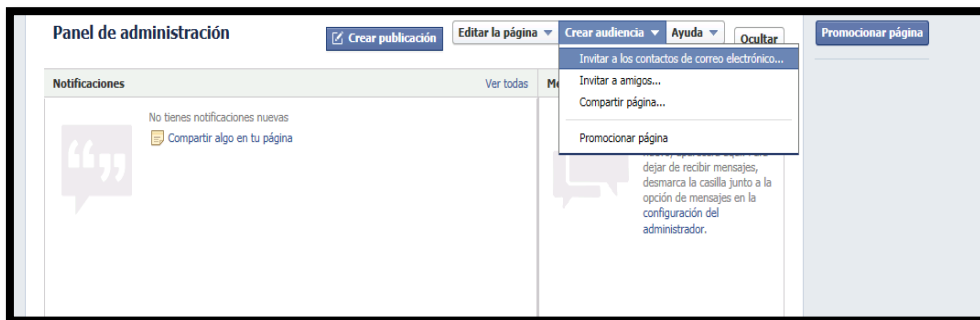 Panel de administración
Crear publicación
Editar la página
Crear audiencia
Ayuda
Ocultar
Promocionar página
Invitar a los contactos de correo electrónico...
Invitar a amigos...
Compartir página...
Promocionar página
Notificaciones
Ver todas
No tienes notificaciones nuevas
Compartir algo en tu página
dejar de recibir mensajes,
desmarca la casilla junto a la
opción de mensajes en la
configuración del
administrador.